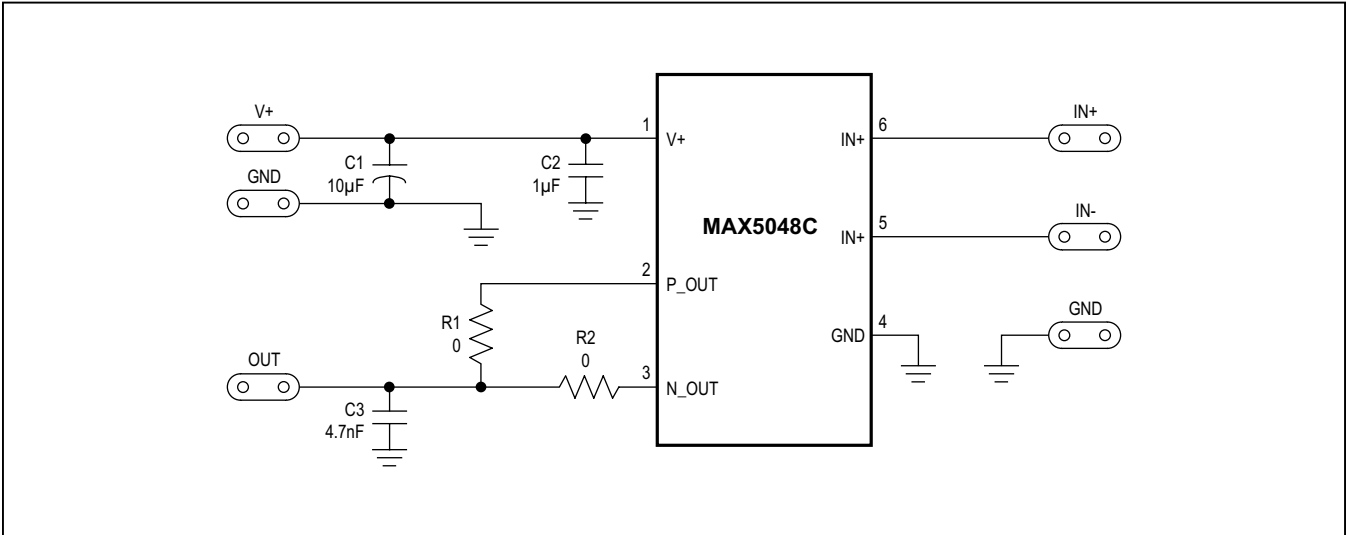 V+
GND
C1
10µF
C2
1µF
1
V+
IN+
6
IN+
MAX5048C
IN+
5
IN-
2
P_OUT
R1
0
R2
0
3
N_OUT
GND
4
GND
OUT
C3
4.7nF